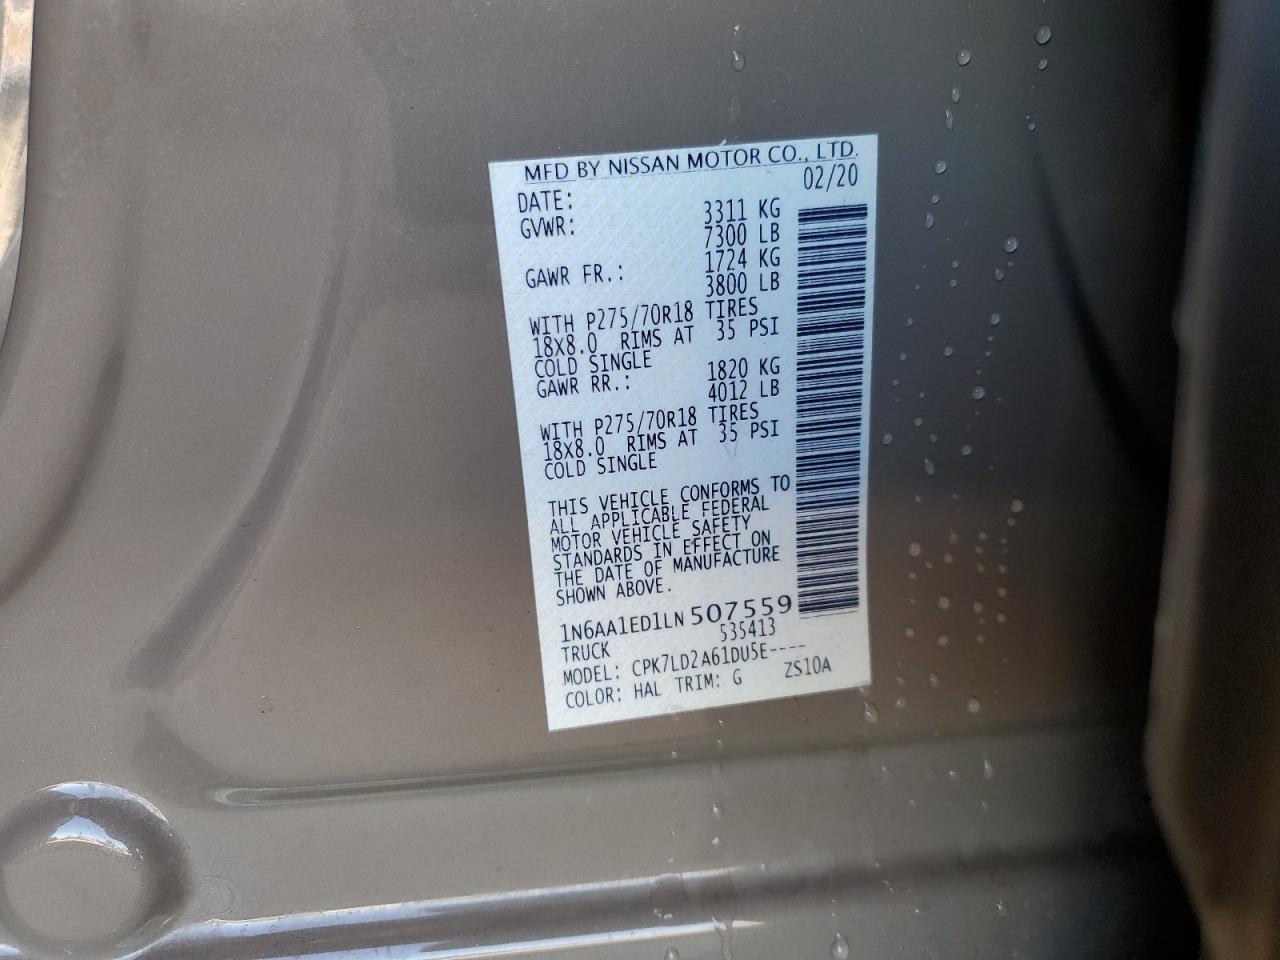 MFD BY NISSAN MOTOR CO., LTD.
DATE: 02/20
GVWR: 3311 KG
7300 LB
GAWR FR.: 1724 KG
3800 LB
WITH P275/70R18 TIRES
18X8.0 RIMS AT 35 PSI
COLD SINGLE
GAWR RR.: 1820 KG
4012 LB
WITH P275/70R18 TIRES
18X8.0 RIMS AT 35 PSI
COLD SINGLE
THIS VEHICLE CONFORMS TO
ALL APPLICABLE FEDERAL
MOTOR VEHICLE SAFETY
STANDARDS IN EFFECT ON
THE DATE OF MANUFACTURE
SHOWN ABOVE.
1N6AA1ED1LN 507559
TRUCK 535413
MODEL: CPK7LD2A61DU5E----
COLOR: HAL TRIM: G ZS10A